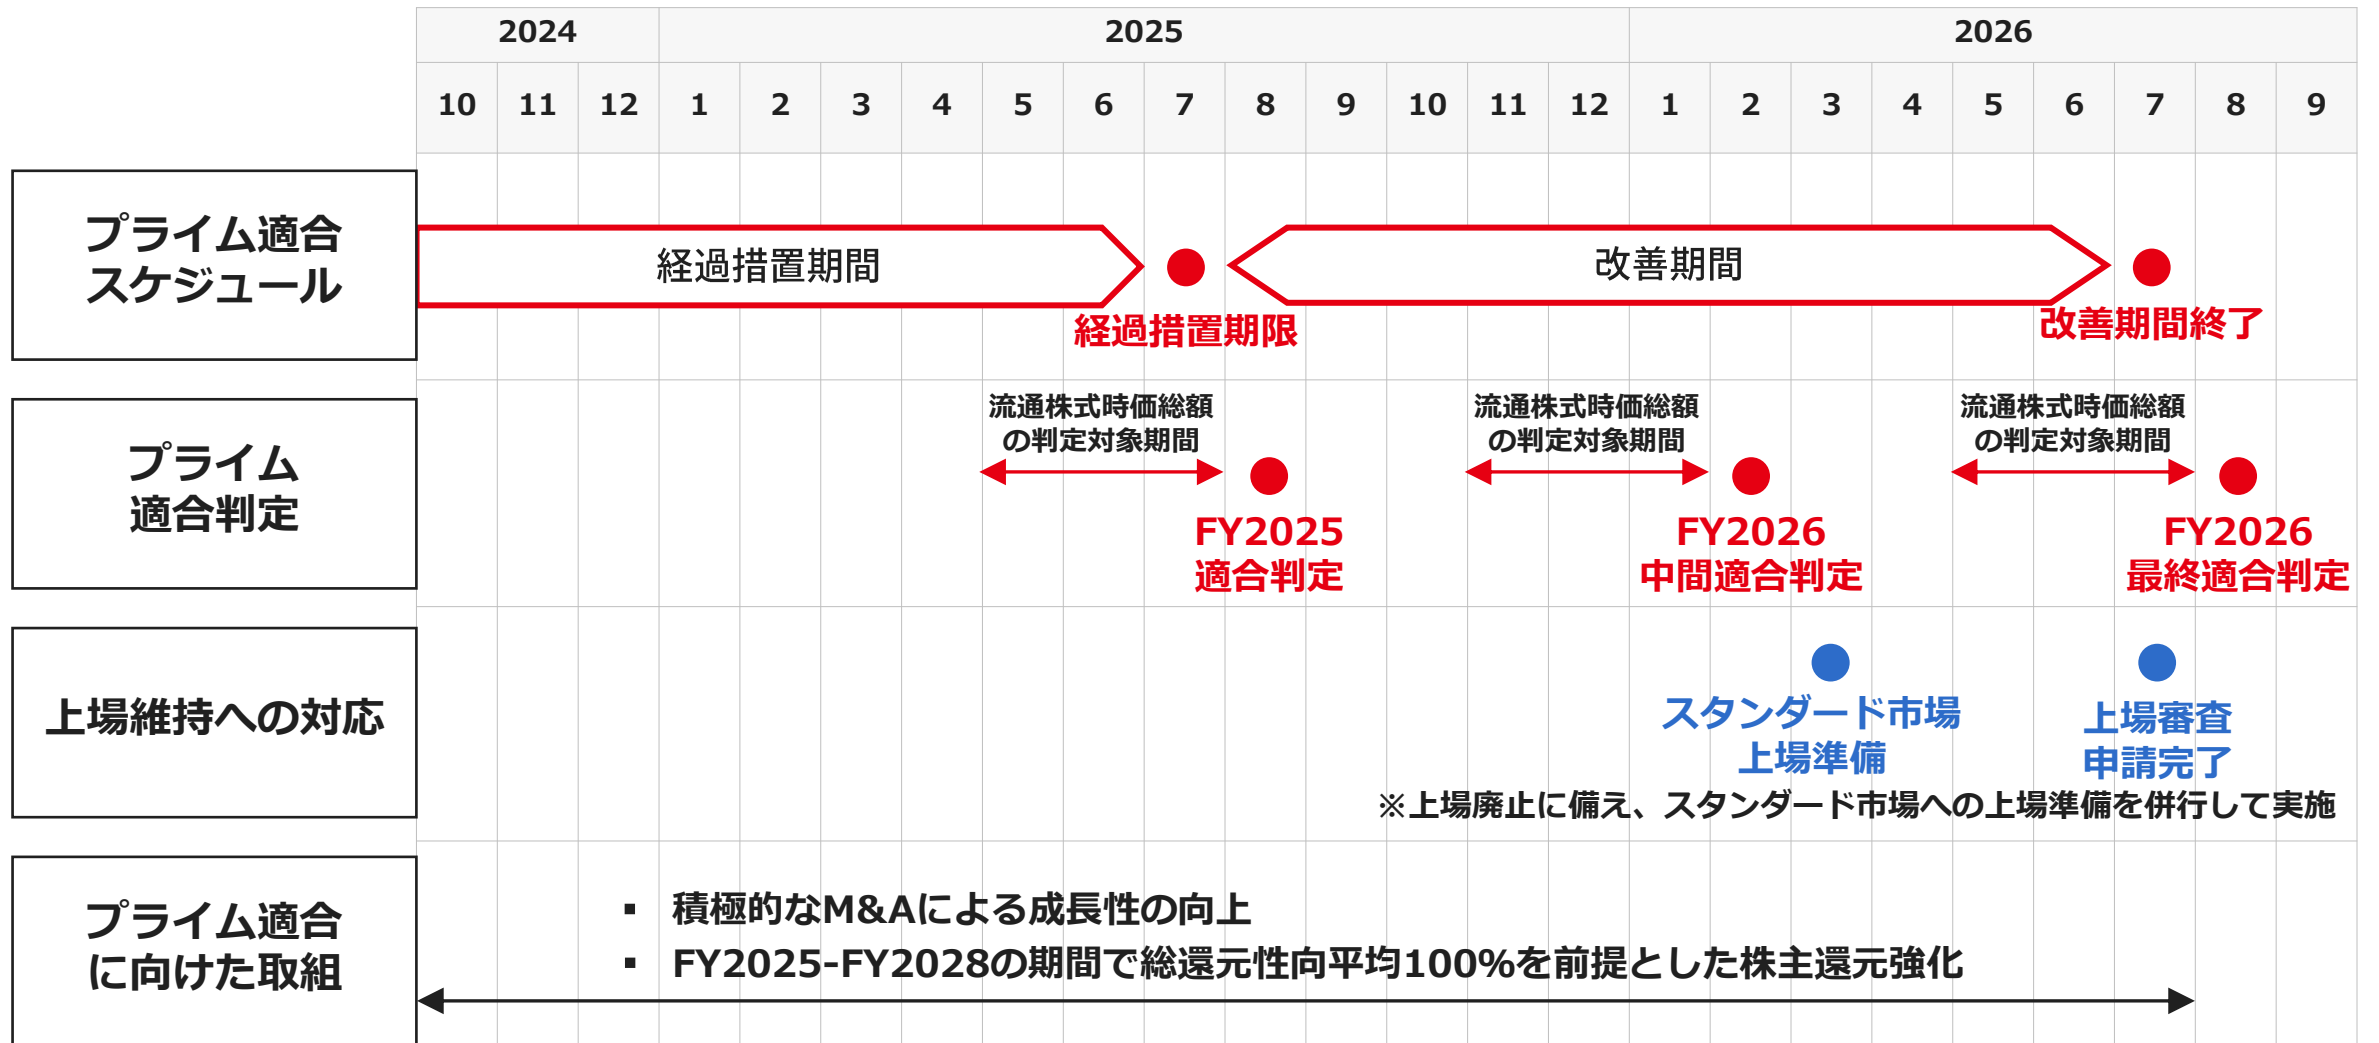 2024 2025 2026
10 11 12 1 2 3 4 5 6 7 8 9 10 11 12 1 2 3 4 5 6 7 8 9
プライム適合
スケジュール
経過措置期間
改善期間
経過措置期限
改善期間終了
プライム
適合判定
流通株式時価総額
の判定対象期間
流通株式時価総額
の判定対象期間
流通株式時価総額
の判定対象期間
FY2025
適合判定
FY2026
中間適合判定
FY2026
最終適合判定
上場維持への対応
スタンダード市場
上場準備
上場審査
申請完了
※上場廃止に備え、スタンダード市場への上場準備を併行して実施
プライム適合
に向けた取組
▪ 積極的なM&Aによる成長性の向上
▪ FY2025-FY2028の期間で総還元性向平均100%を前提とした株主還元強化